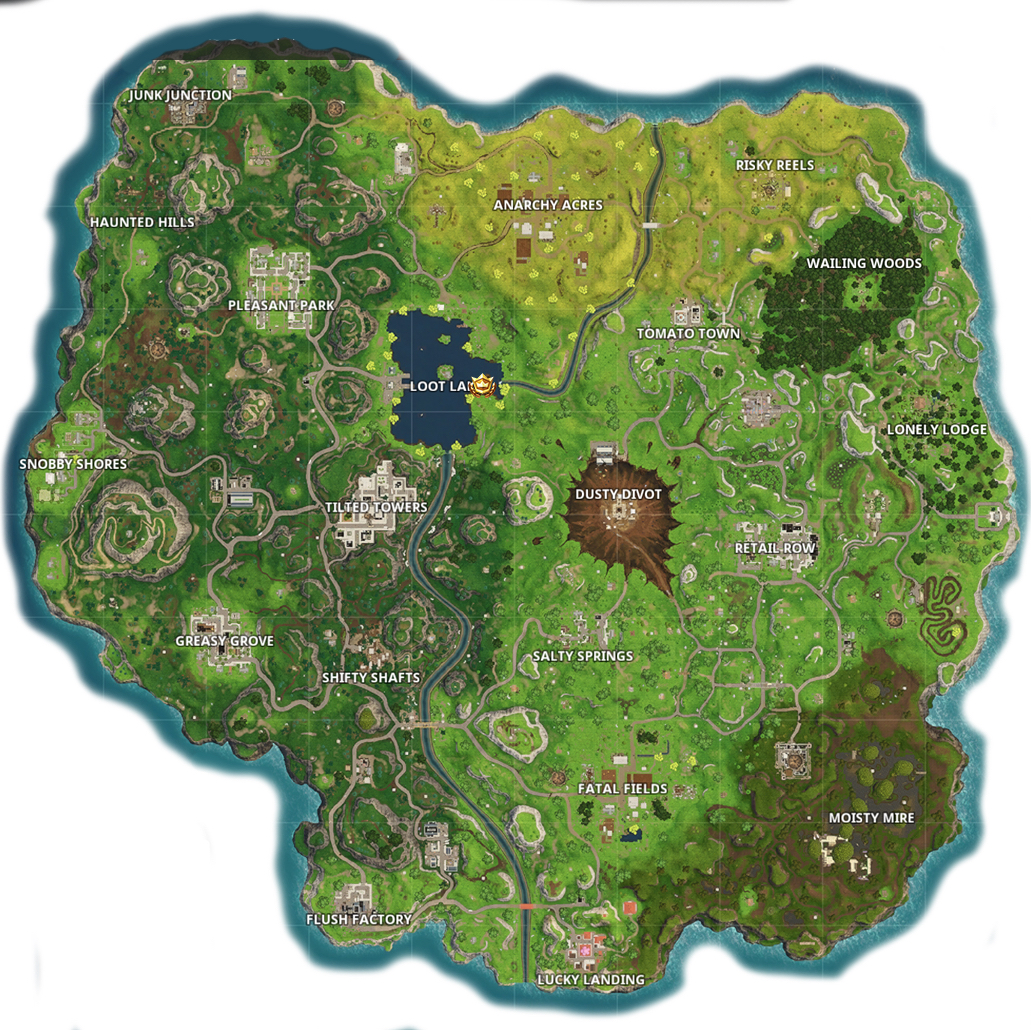 JUNK JUNCTION
RISKY REELS
ANARCHY ACRES
HAUNTED HILLS
WAILING WOODS
PLEASANT PARK
TOMATO TOWN
LOOT LA
LONELY LODGE
SNOBBY SHORES
DUSTY DIVOT
TILTED TOWERS
RETAIL ROW
GREASY GROVE
SALTY SPRINGS
SHIFTY SHAFTS
FATAL FIELDS
MOISTY MIRE
FLUSH FACTORY
LUCKY LANDING